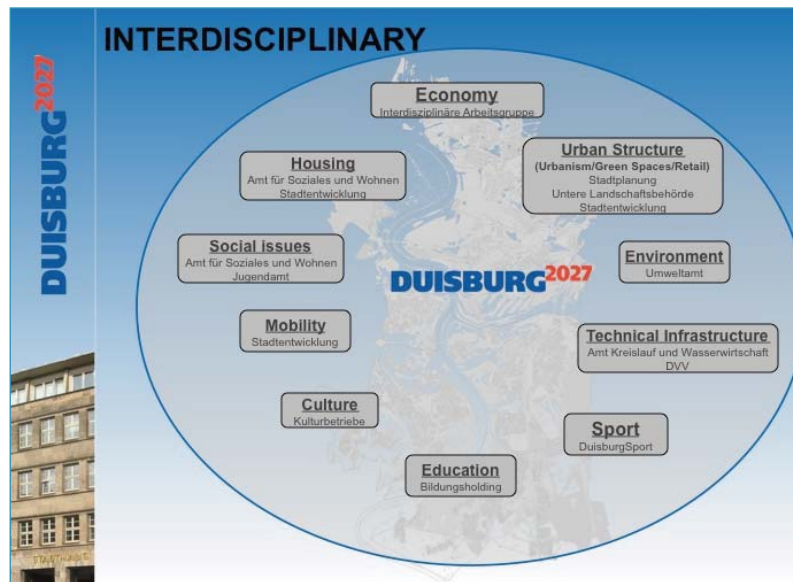 INTERDISCIPLINARY
DUISBURG2027
Economy
Interdisziplinäre Arbeitsgruppe
Urban Structure
(Urbanism/Green Spaces/Retail)
Stadtplanung
Untere Landschaftsbehörde
Stadtentwicklung
Housing
Amt für Soziales und Wohnen
Stadtentwicklung
Social issues
Amt für Soziales und Wohnen
Jugendamt
DUISBURG2027
Environment
Umweltamt
Mobility
Stadtentwicklung
Technical Infrastructure
Amt Kreislauf und Wasserwirtschaft
DVV
Culture
Kulturbetriebe
Sport
DuisburgSport
Education
Bildungsholding